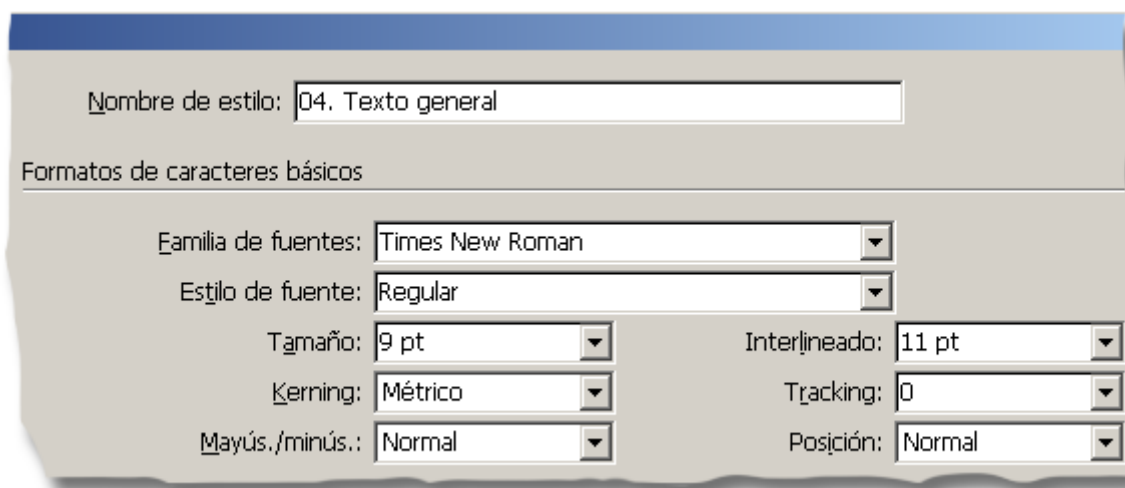 Nombre de estilo: 04. Texto general
Formatos de caracteres básicos
Familia de fuentes: Times New Roman
Estilo de fuente: Regular
Tamaño: 9 pt Interlineado: 11 pt
Kerning: Métrico Tracking: 0
Mayús./minús.: Normal Posición: Normal